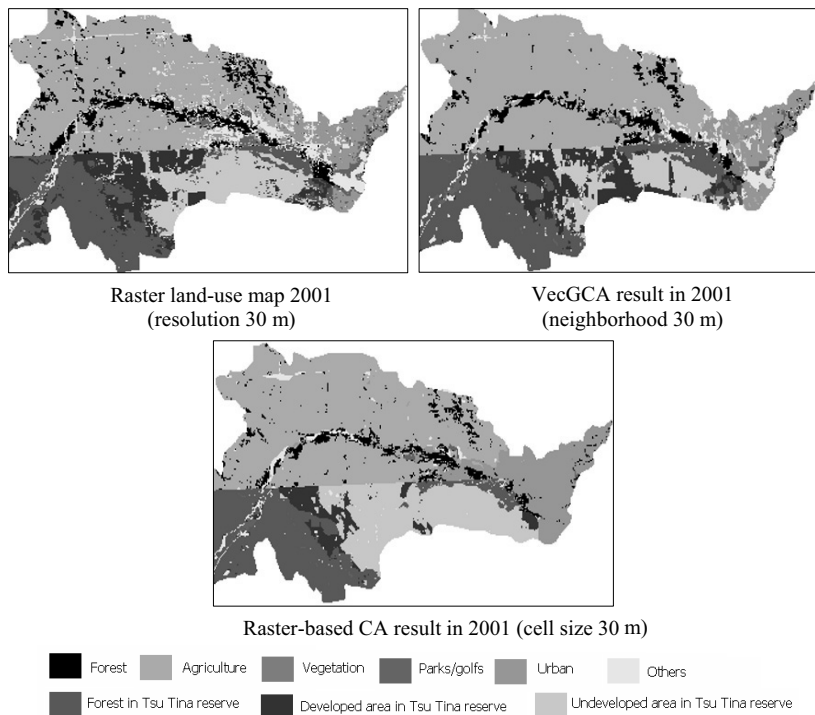 Raster land-use map 2001
(resolution 30 m)
VecGCA result in 2001
(neighborhood 30 m)
Raster-based CA result in 2001 (cell size 30 m)
Forest Agriculture Vegetation Parks/golfs Urban Others
Forest in Tsu Tina reserve Developed area in Tsu Tina reserve Undeveloped area in Tsu Tina reserve